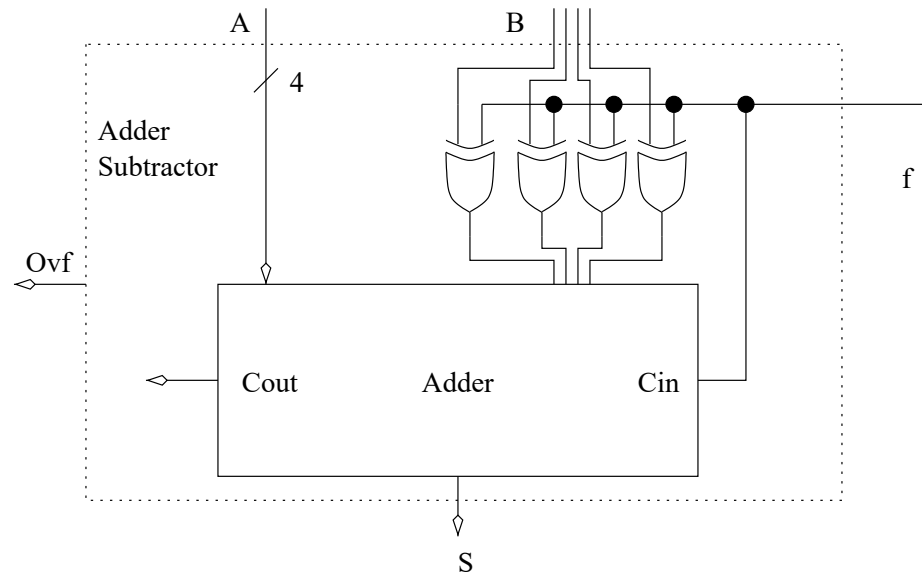 A
B
4
Adder
Subtractor
f
Ovf
Cout
Adder
Cin
S